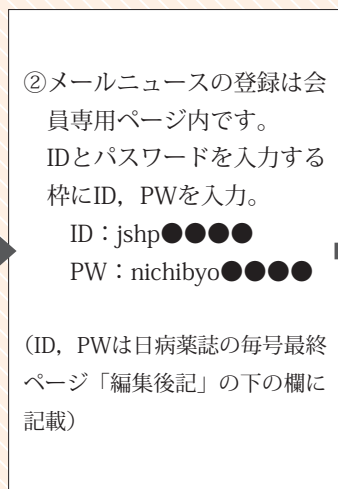 ②メールニュースの登録は会
員専用ページ内です。
IDとパスワードを入力する
枠にID，PWを入力。
ID：jshp●●●●
PW：nichibyo●●●●
（ID，PWは日病薬誌の毎号最終
ページ「編集後記」の下の欄に
記載）